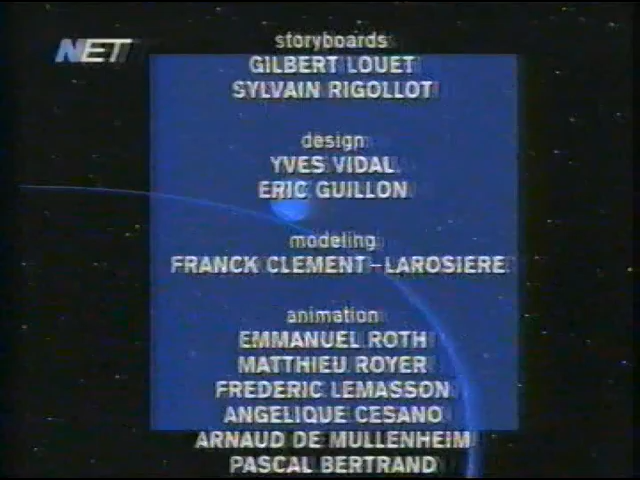 NET
storyboards
GILBERT LOUET
SYLVAIN RIGOLLOT
design
YVES VIDAL
ERIC GUILLON
modeling
FRANCK CLEMENT-LAROSIERE
animation
EMMANUEL ROTH
MATTHIEU ROYER
FREDERIC LEMASSON
ANGELIQUE CESANO
ARNAUD DE MULLENHEIM
PASCAL BERTRAND